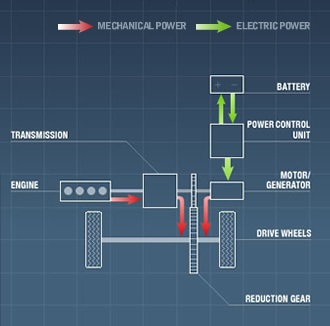 MECHANICAL POWER
ELECTRIC POWER
+ −
BATTERY
POWER CONTROL
UNIT
TRANSMISSION
MOTOR/
GENERATOR
ENGINE
DRIVE WHEELS
REDUCTION GEAR